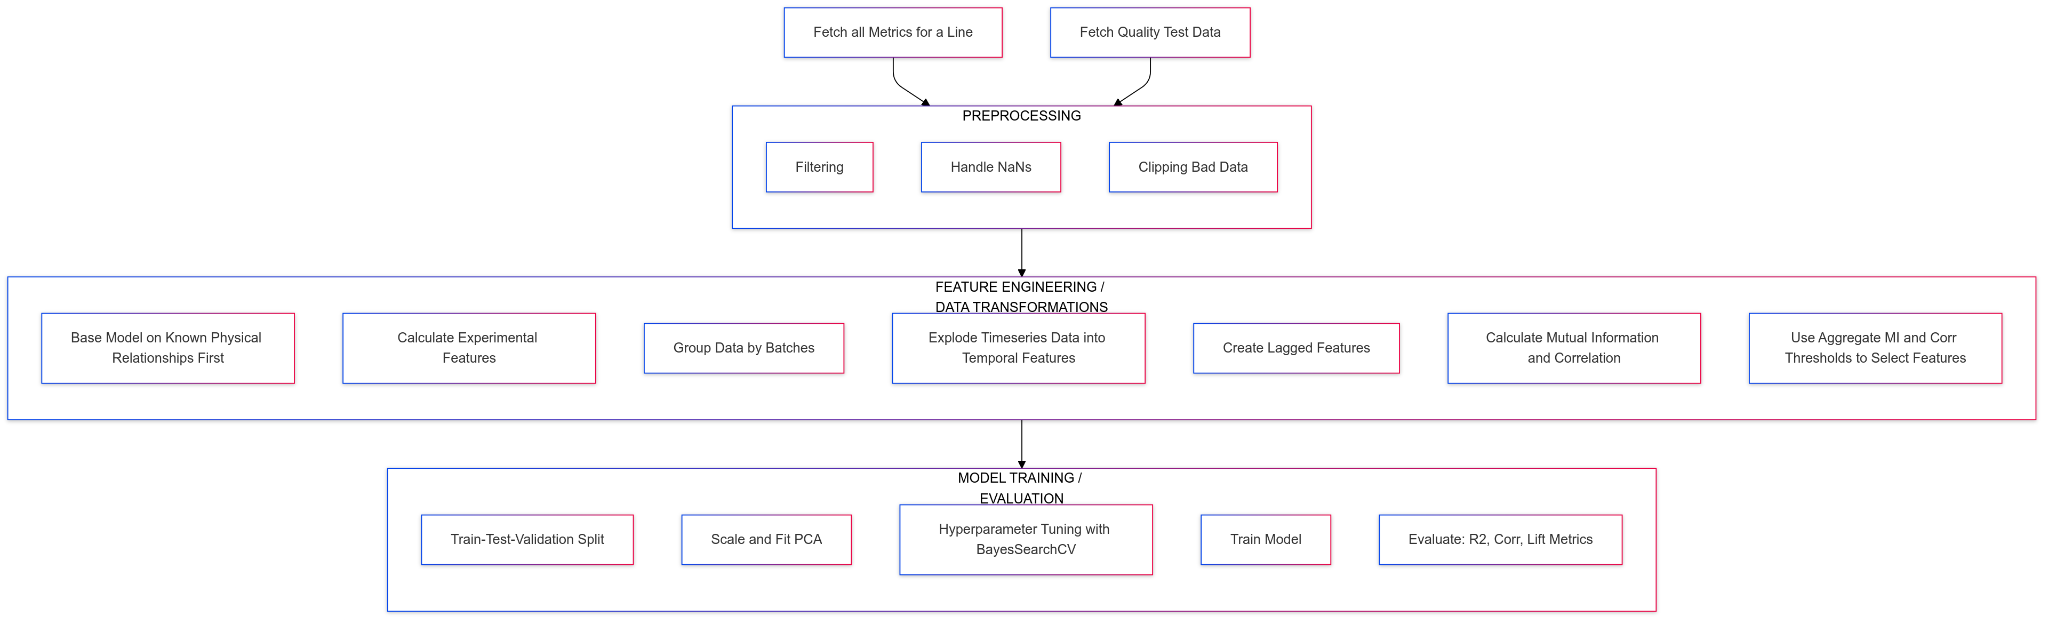 Fetch all Metrics for a Line
Fetch Quality Test Data
PREPROCESSING
Filtering
Handle NaNs
Clipping Bad Data
FEATURE ENGINEERING /
DATA TRANSFORMATIONS
Base Model on Known Physical
Relationships First
Calculate Experimental
Features
Group Data by Batches
Explode Timeseries Data into
Temporal Features
Create Lagged Features
Calculate Mutual Information
and Correlation
Use Aggregate MI and Corr
Thresholds to Select Features
MODEL TRAINING /
EVALUATION
Train-Test-Validation Split
Scale and Fit PCA
Hyperparameter Tuning with
BayesSearchCV
Train Model
Evaluate: R2, Corr, Lift Metrics